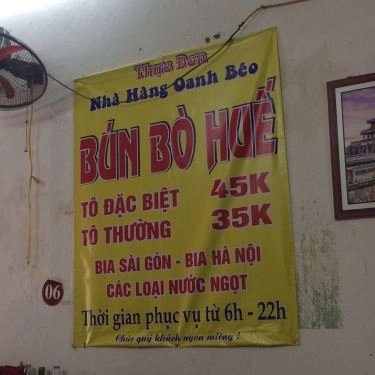 Thực Đơn
Nhà Hàng Oanh Béo
BÚN BÒ HUẾ
TÔ ĐẶC BIỆT 45K
TÔ THƯỜNG 35K
BIA SÀI GÒN - BIA HÀ NỘI
CÁC LOẠI NƯỚC NGỌT
Thời gian phục vụ từ 6h - 22h
Chúc quý khách ngon miệng !
06